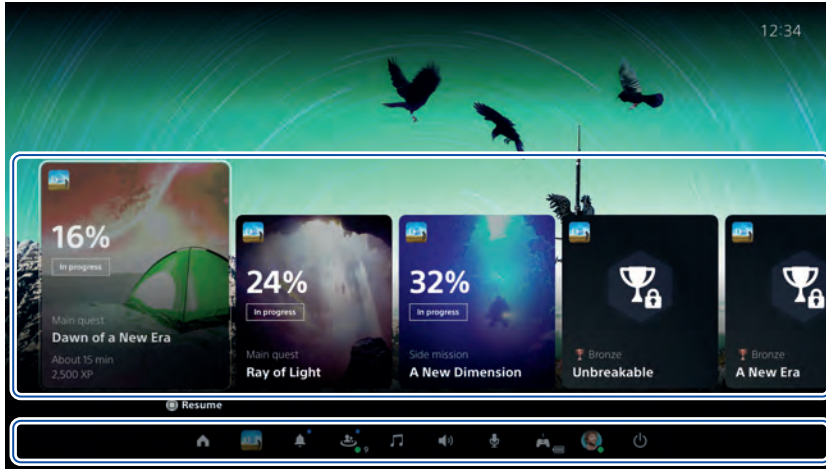 12:34
16%
In progress
Main quest
Dawn of a New Era
About 15 min
2,500 XP
24%
In progress
Main quest
Ray of Light
32%
In progress
Side mission
A New Dimension
Bronze
Unbreakable
Bronze
A New Era
Resume
9